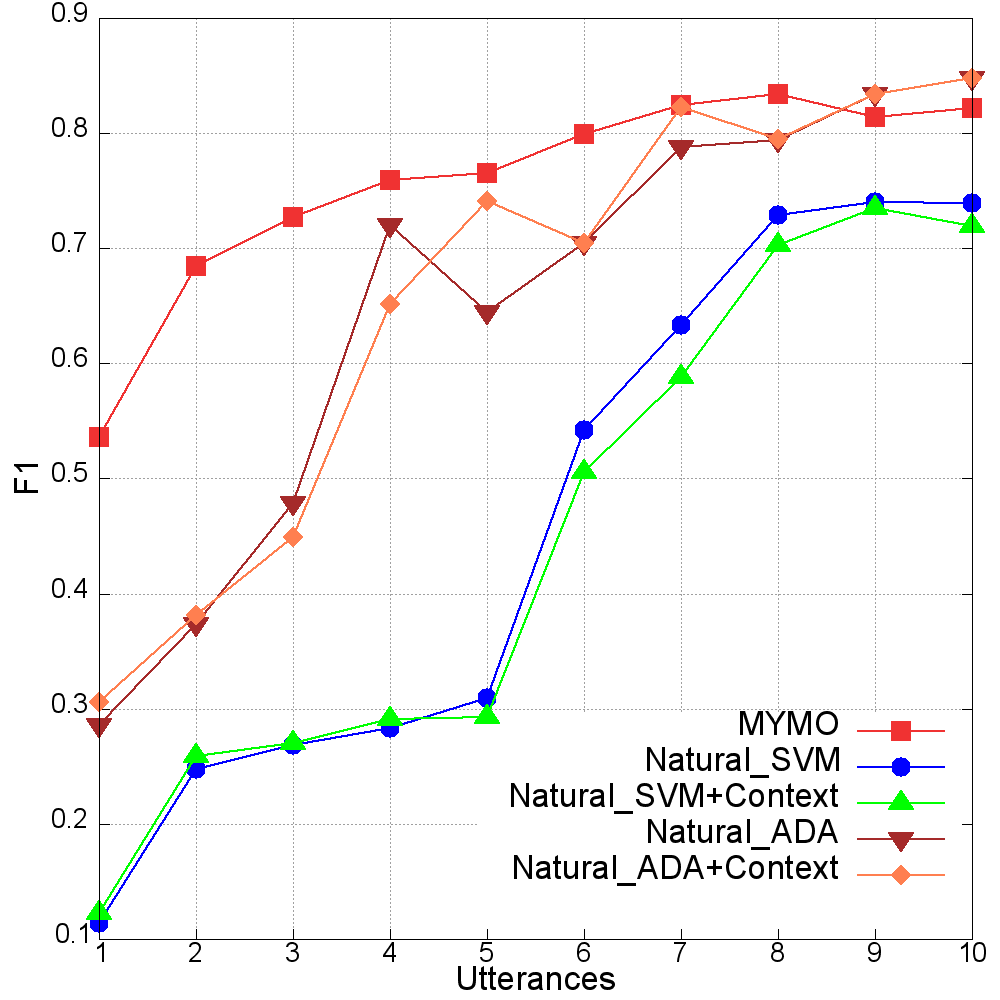 0.9
0.8
0.7
0.6
0.5
0.4
0.3
0.2
0.1
F1
MYMO
Natural_SVM
Natural_SVM+Context
Natural_ADA
Natural_ADA+Context
1 2 3 4 5 6 7 8 9 10
Utterances